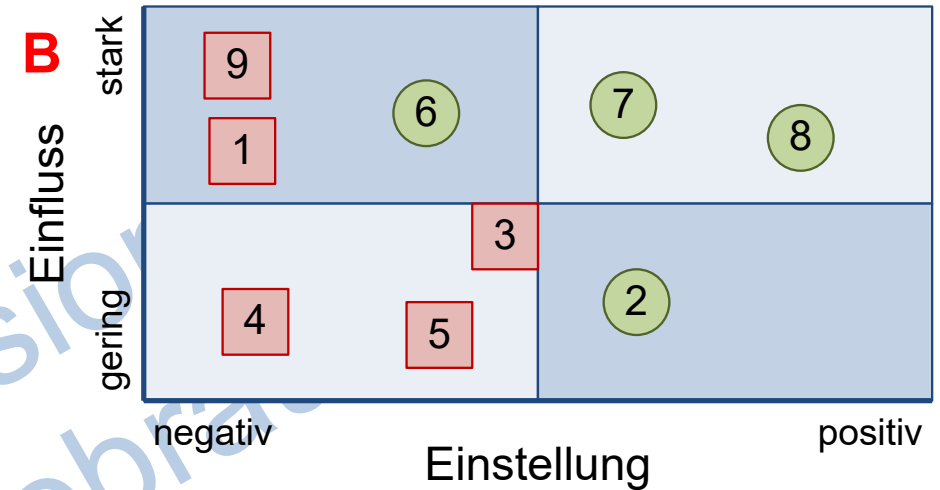 B
stark
Einfluss
gering
9
6
7
8
1
3
4
5
2
negativ
positiv
Einstellung